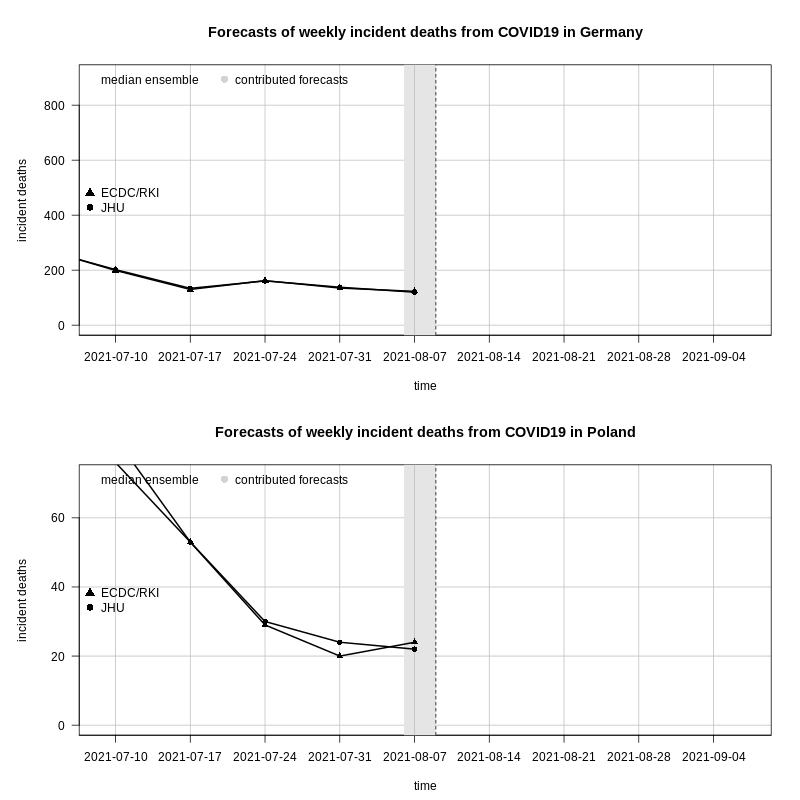 Forecasts of weekly incident deaths from COVID19 in Germany
median ensemble contributed forecasts
800
600
ECDC/RKI
JHU
400
200
0
incident deaths
2021-07-10 2021-07-17 2021-07-24 2021-07-31 2021-08-07 2021-08-14 2021-08-21 2021-08-28 2021-09-04
time
Forecasts of weekly incident deaths from COVID19 in Poland
median ensemble contributed forecasts
60
40
ECDC/RKI
JHU
20
0
incident deaths
2021-07-10 2021-07-17 2021-07-24 2021-07-31 2021-08-07 2021-08-14 2021-08-21 2021-08-28 2021-09-04
time